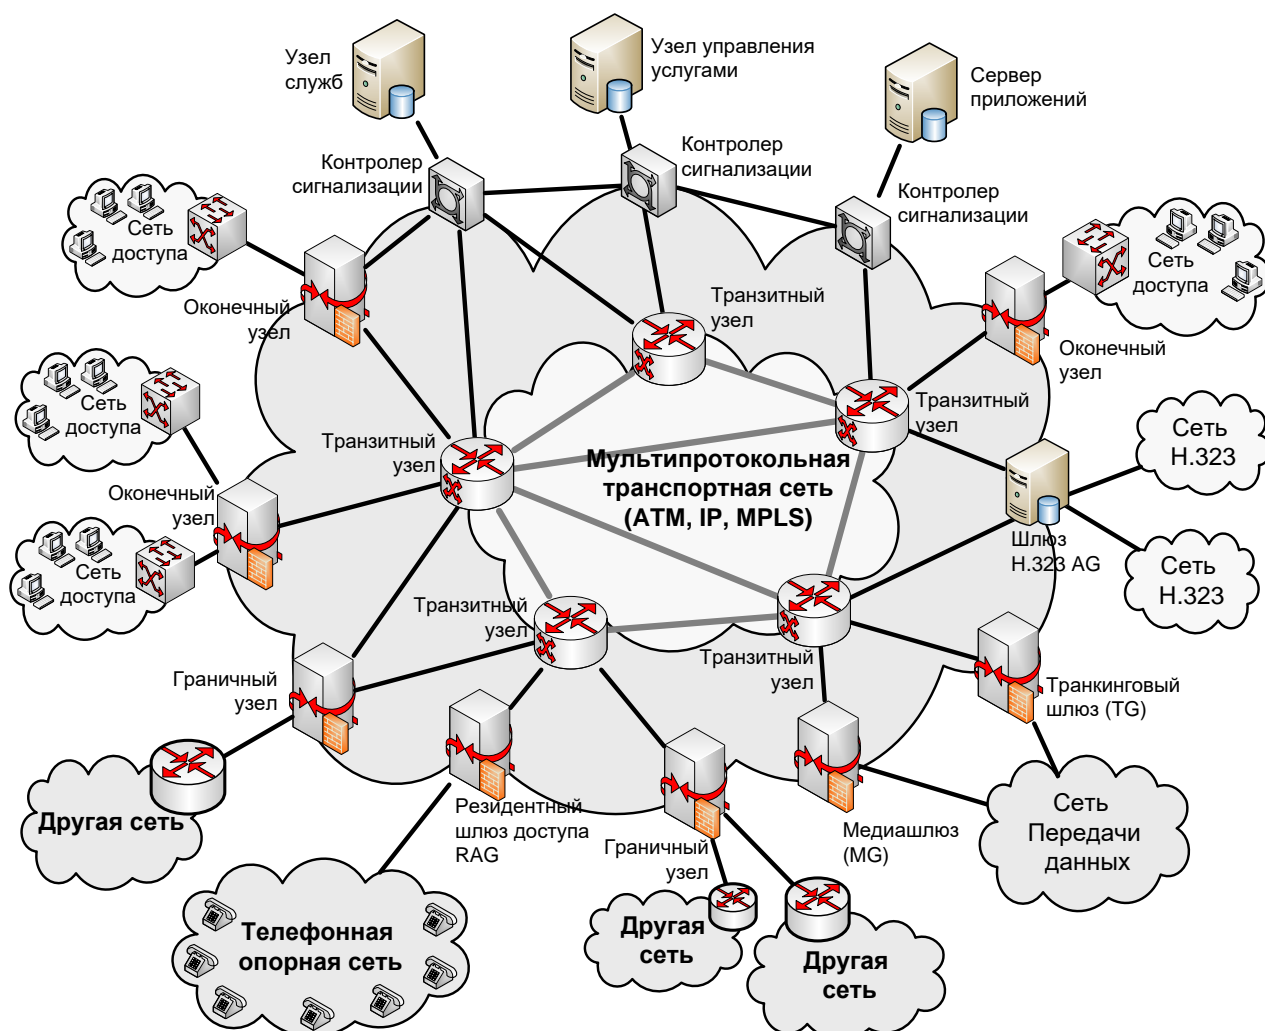 Узел
служб
Узел управления
услугами
Сервер
приложений
Контролер
сигнализации
Контролер
сигнализации
Контролер
сигнализации
Сеть
доступа
Оконечный
узел
Транзитный
узел
Сеть
доступа
Оконечный
узел
Сеть
доступа
Транзитный
узел
Транзитный
узел
Сеть
Н.323
Оконечный
узел
Мультипротокольная
транспортная сеть
(ATM, IP, MPLS)
Шлюз
Н.323 AG
Сеть
доступа
Сеть
Н.323
Транзитный
узел
Транзитный
узел
Граничный
узел
Транкинговый
шлюз (TG)
Другая сеть
Резидентный
шлюз доступа
RAG
Граничный
узел
Медиашлюз
(MG)
Сеть
Передачи
данных
Телефонная
опорная сеть
Другая
сеть
Другая
сеть